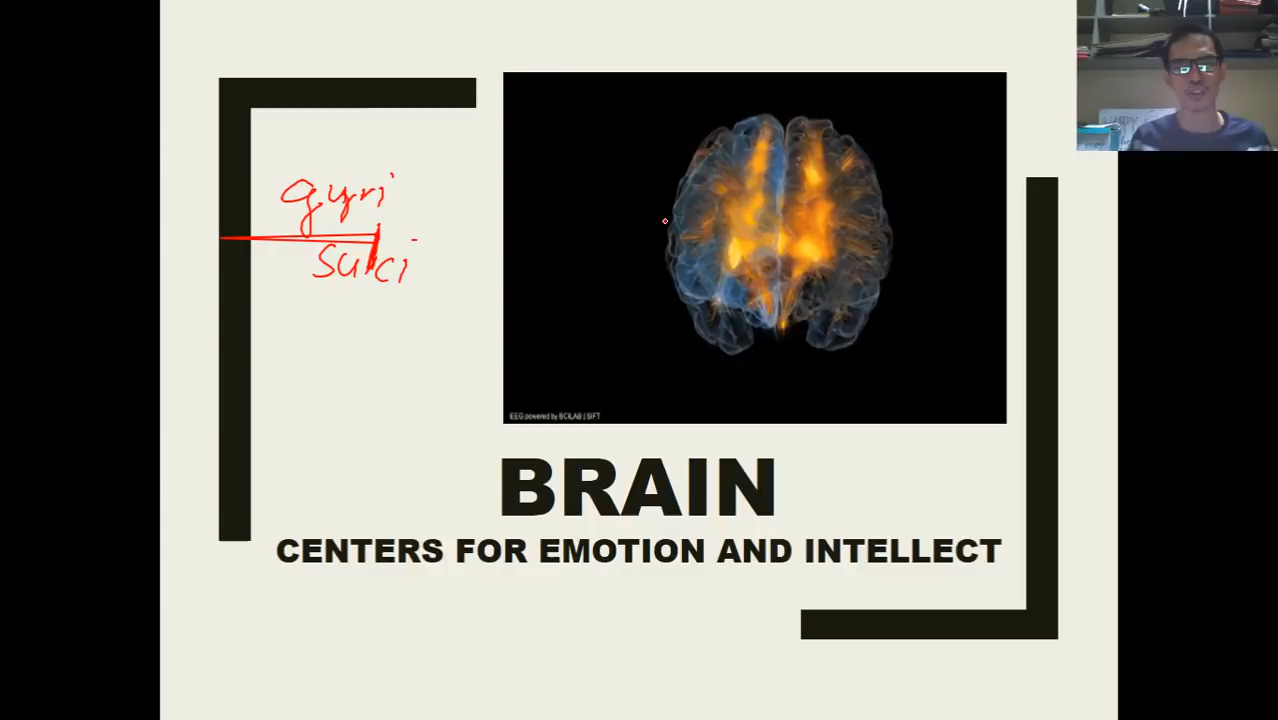 gyri
sulci
EEG powered by BCILAB | SIFT
BRAIN
CENTERS FOR EMOTION AND INTELLECT